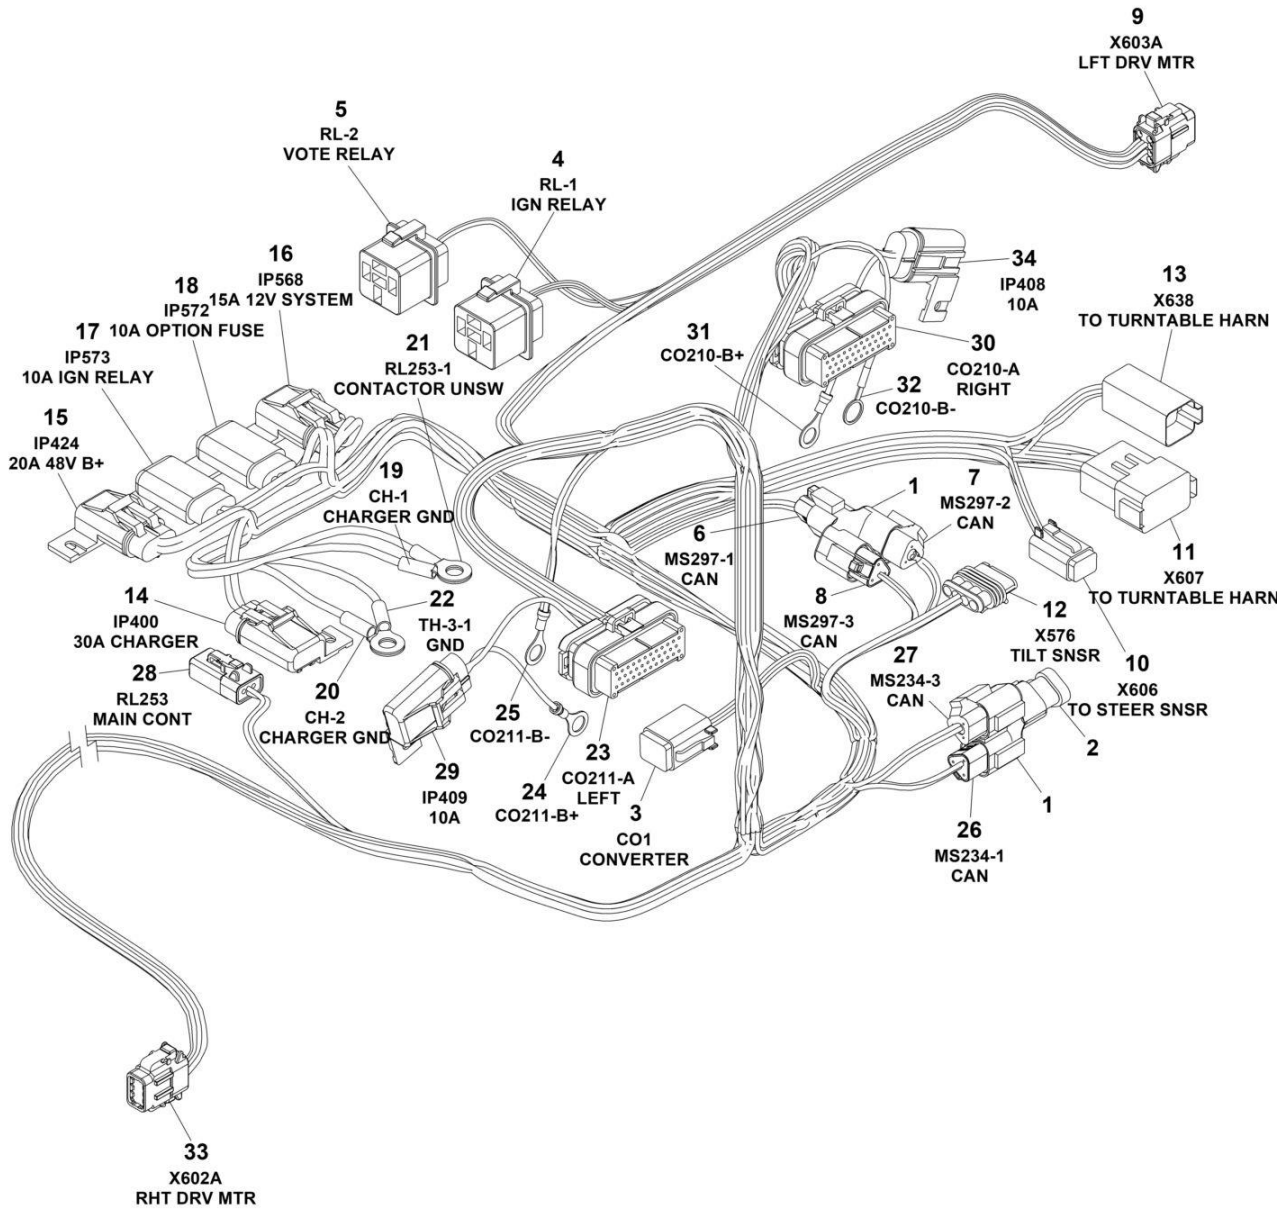 9
X603A
LFT DRV MTR
5
RL-2
VOTE RELAY
4
RL-1
IGN RELAY
16
IP568
15A 12V SYSTEM
18
IP572
10A OPTION FUSE
17
IP573
10A IGN RELAY
15
IP424
20A 48V B+
21
RL253-1
CONTACTOR UNSW
31
CO210-B+
34
IP408
10A
30
CO210-A
RIGHT
32
CO210-B-
13
X638
TO TURNTABLE HARN
19
CH-1
CHARGER GND
1
6
MS297-1
CAN
7
MS297-2
CAN
8
MS297-3
CAN
11
X607
TO TURNTABLE HARN
12
X576
TILT SNSR
10
X606
TO STEER SNSR
14
IP400
30A CHARGER
22
TH-3-1
GND
28
RL253
MAIN CONT
20
CH-2
CHARGER GND
25
CO211-B-
29
IP409
10A
24
CO211-B+
23
CO211-A
LEFT
3
CO1
CONVERTER
27
MS234-3
CAN
2
1
26
MS234-1
CAN
33
X602A
RHT DRV MTR